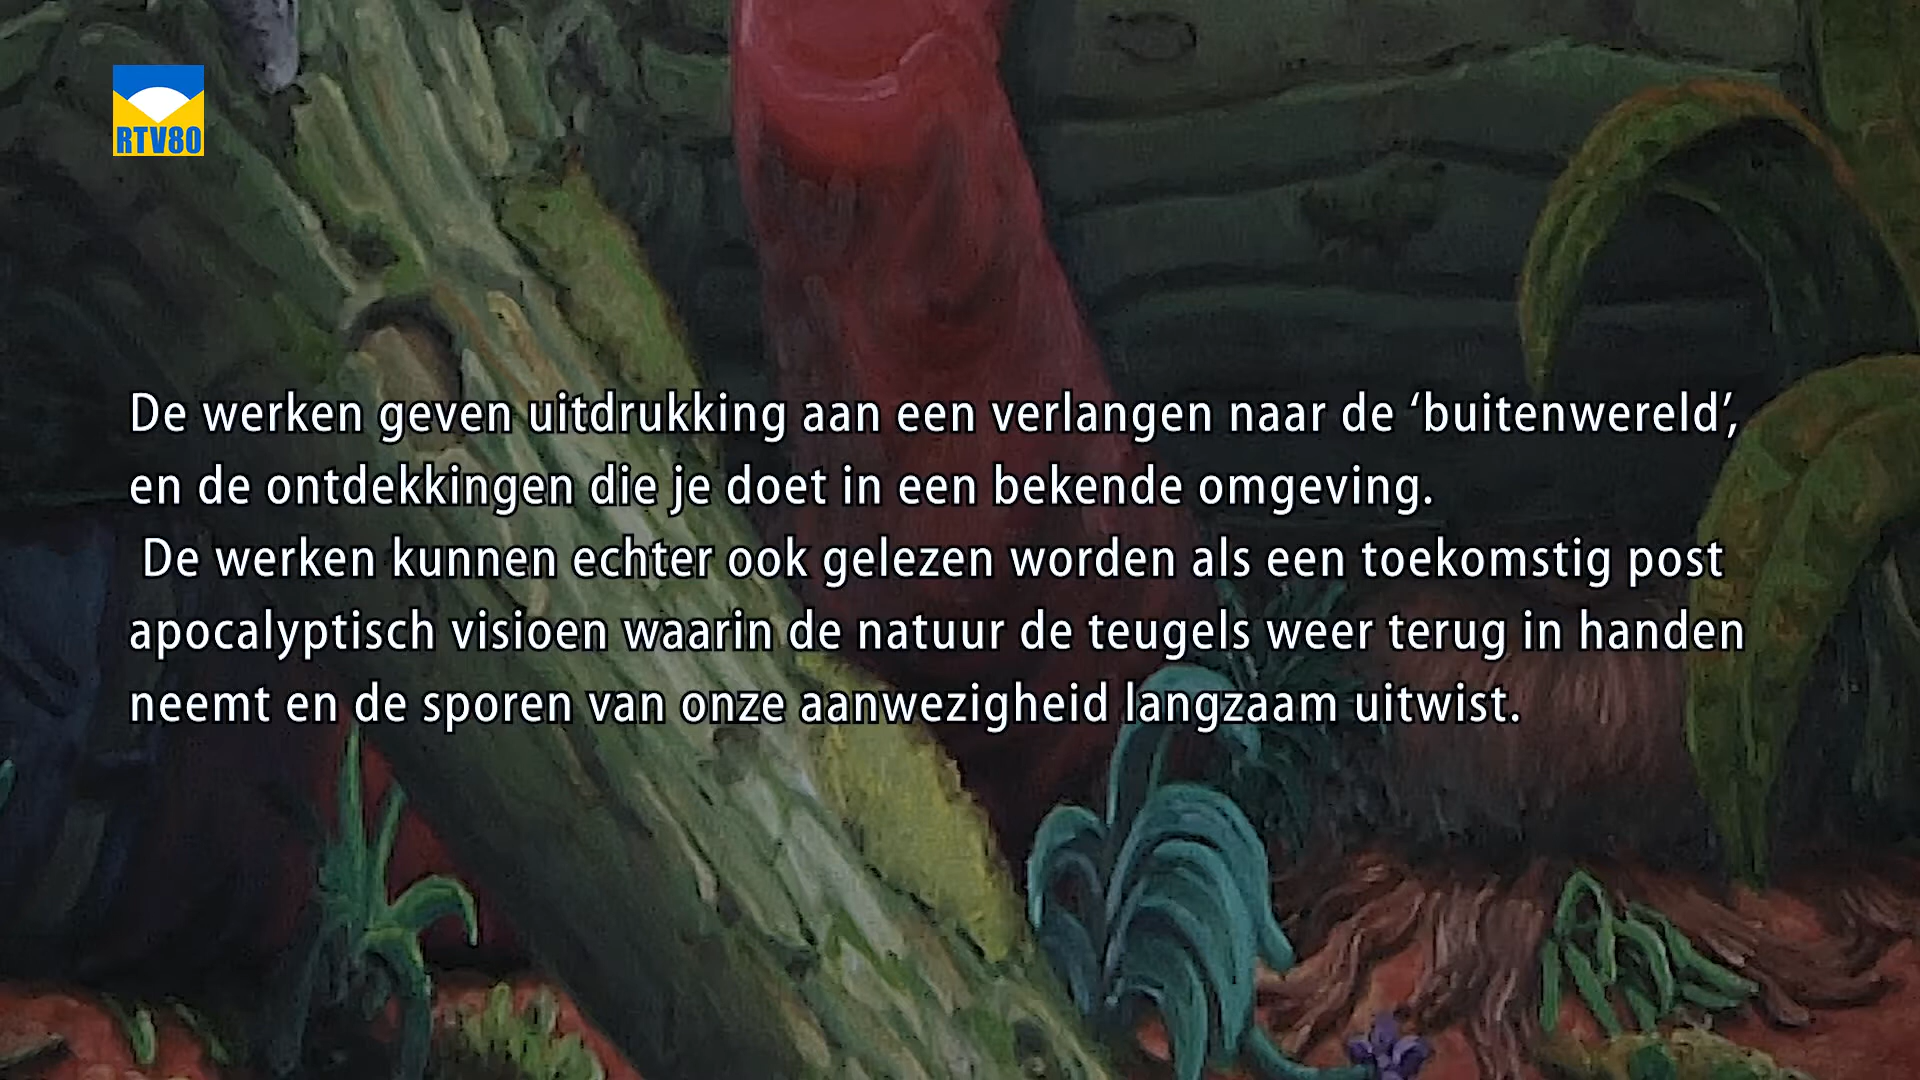 RTV80
De werken geven uitdrukking aan een verlangen naar de ‘buitenwereld’,
en de ontdekkingen die je doet in een bekende omgeving.
De werken kunnen echter ook gelezen worden als een toekomstig post
apocalyptisch visioen waarin de natuur de teugels weer terug in handen
neemt en de sporen van onze aanwezigheid langzaam uitwist.